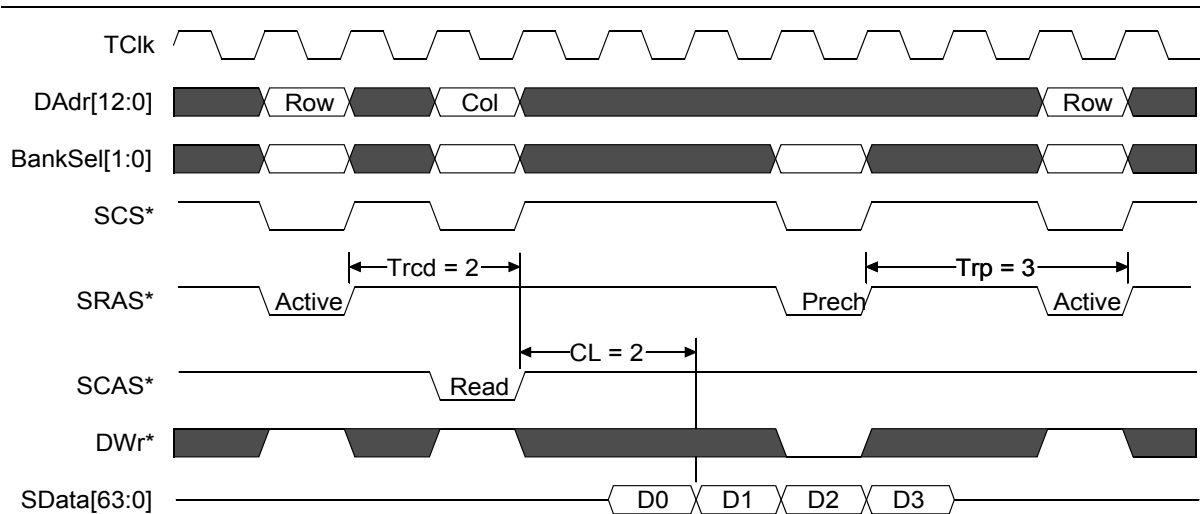 TClk
DAdr[12:0] Row Col Row
BankSel[1:0]
SCS*
Trcd = 2 Trp = 3
SRAS* Active Prech Active
CL = 2
SCAS* Read
DWr*
SData[63:0] D0 D1 D2 D3